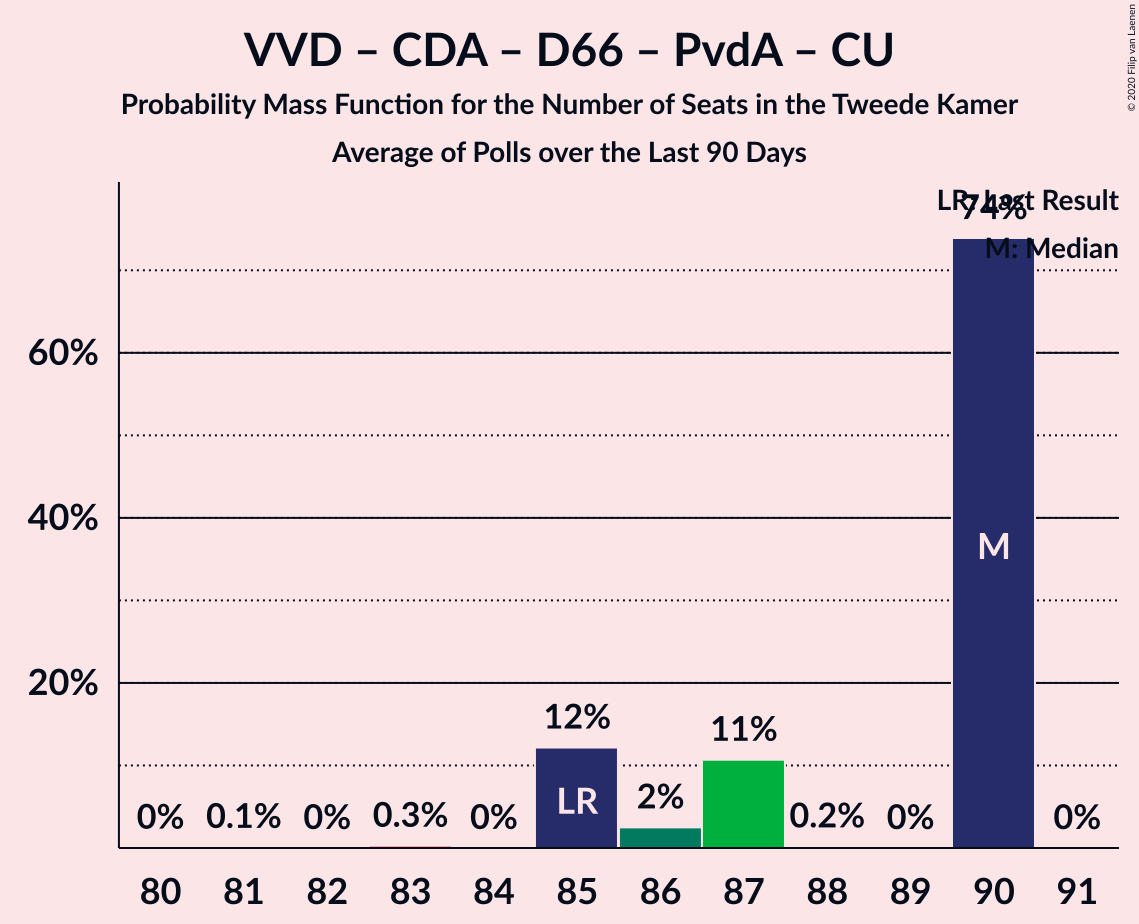 VVD – CDA – D66 – PvdA – CU
Probability Mass Function for the Number of Seats in the Tweede Kamer
Average of Polls over the Last 90 Days
© 2020 Filip van Laenen
LR: Last Result
74%
M: Median
60%
40%
M
20%
12%
11%
LR
2%
0% 0.1% 0% 0.3% 0% 0.2% 0% 0%
80 81 82 83 84 85 86 87 88 89 90 91